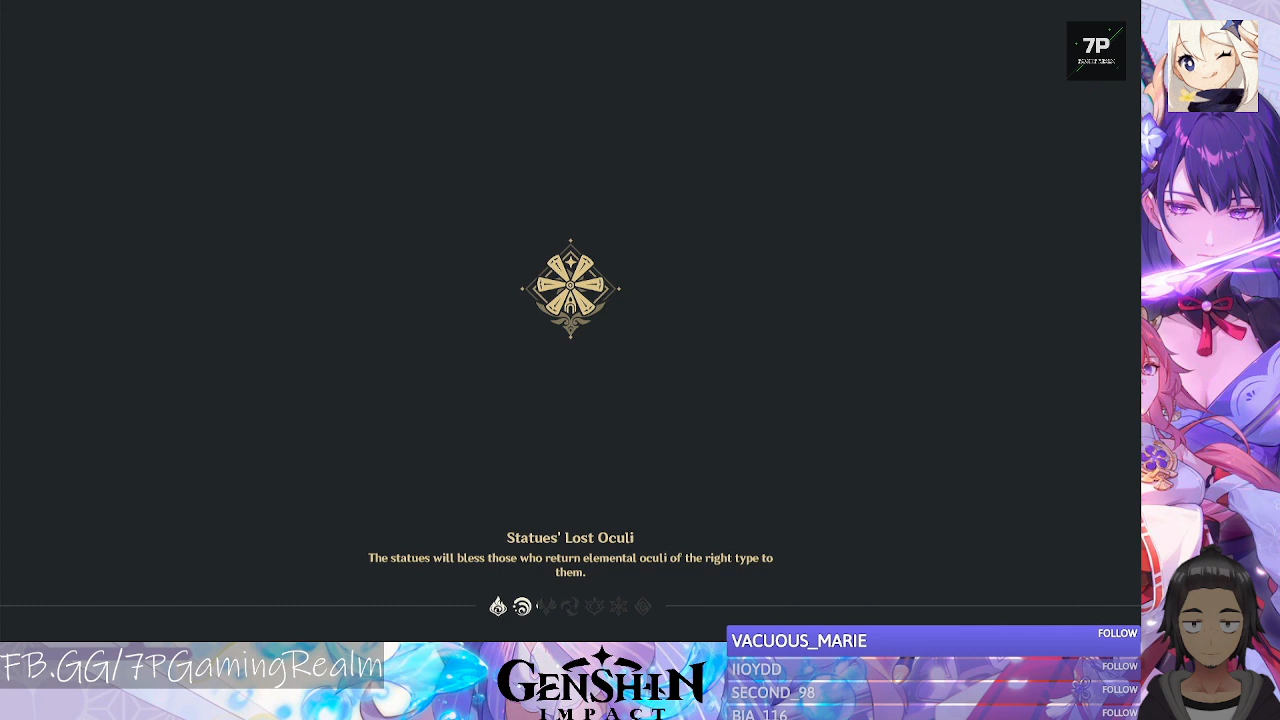 7P
Statues' Lost Oculi
The statues will bless those who return elemental oculi of the right type to
them.
FB.GG/7PGamingRealm
GENSHIN
IMPACT
VACUOUS_MARIE FOLLOW
IIOYDD FOLLOW
SECOND_98 FOLLOW
BIA_116 FOLLOW